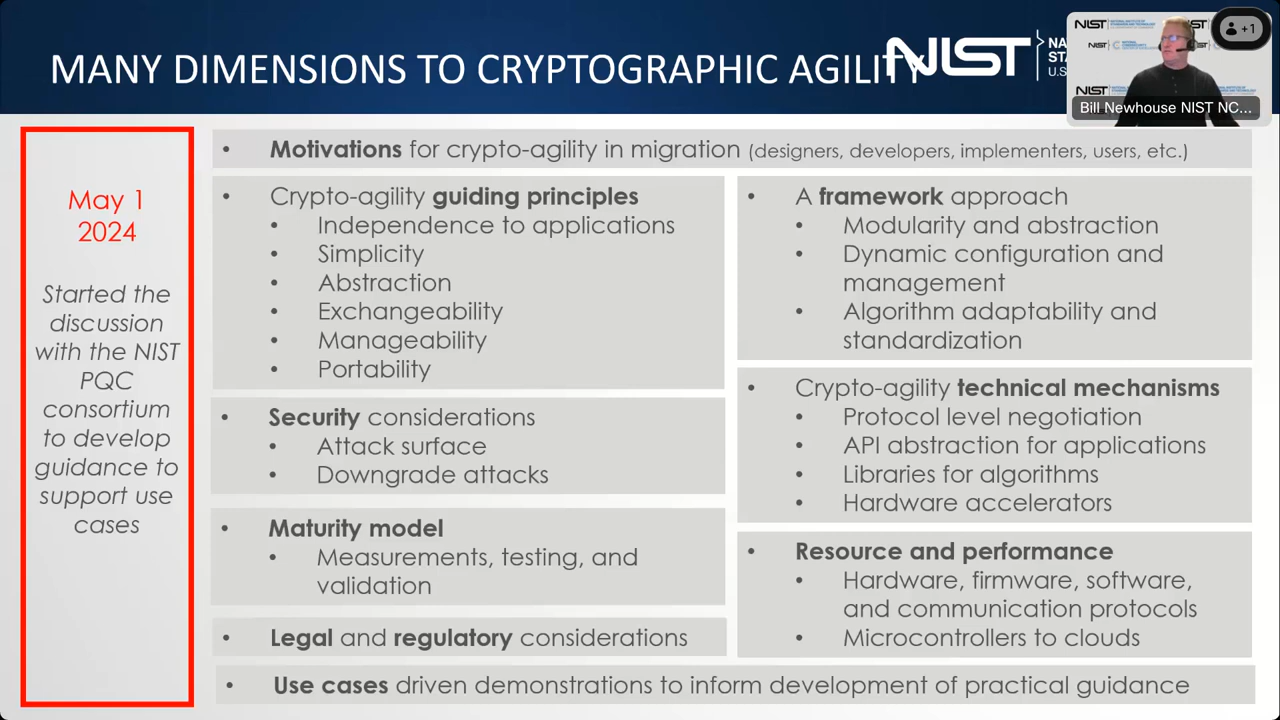 MANY DIMENSIONS TO CRYPTOGRAPHIC AGILITY
NIST
NA
STA
U.S
NIST
NIST
NIST
+1
Bill Newhouse NIST NC...
May 1
2024
Started the
discussion
with the NIST
PQC
consortium
to develop
guidance to
support use
cases
• Motivations for crypto-agility in migration (designers, developers, implementers, users, etc.)
• Crypto-agility guiding principles
• Independence to applications
• Simplicity
• Abstraction
• Exchangeability
• Manageability
• Portability
• Security considerations
• Attack surface
• Downgrade attacks
• Maturity model
• Measurements, testing, and
validation
• Legal and regulatory considerations
• A framework approach
• Modularity and abstraction
• Dynamic configuration and
management
• Algorithm adaptability and
standardization
• Crypto-agility technical mechanisms
• Protocol level negotiation
• API abstraction for applications
• Libraries for algorithms
• Hardware accelerators
• Resource and performance
• Hardware, firmware, software,
and communication protocols
• Microcontrollers to clouds
• Use cases driven demonstrations to inform development of practical guidance